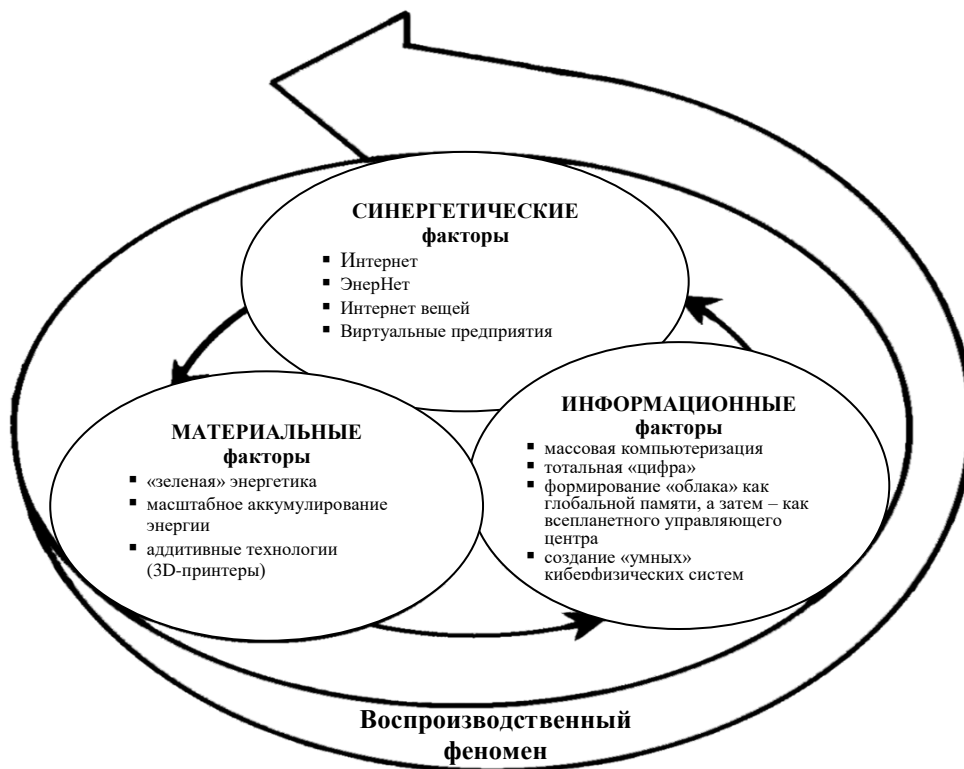 СИНЕРГЕТИЧЕСКИЕ
факторы
▪ Интернет
▪ ЭнерНет
▪ Интернет вещей
▪ Виртуальные предприятия
МАТЕРИАЛЬНЫЕ
факторы
▪ «зеленая» энергетика
▪ масштабное аккумулирование
энергии
▪ аддитивные технологии
(3D-принтеры)
ИНФОРМАЦИОННЫЕ
факторы
▪ массовая компьютеризация
▪ тотальная «цифра»
▪ формирование «облака» как
глобальной памяти, а затем – как
всепланетного управляющего
центра
▪ создание «умных»
киберфизических систем
Воспроизводственный
феномен